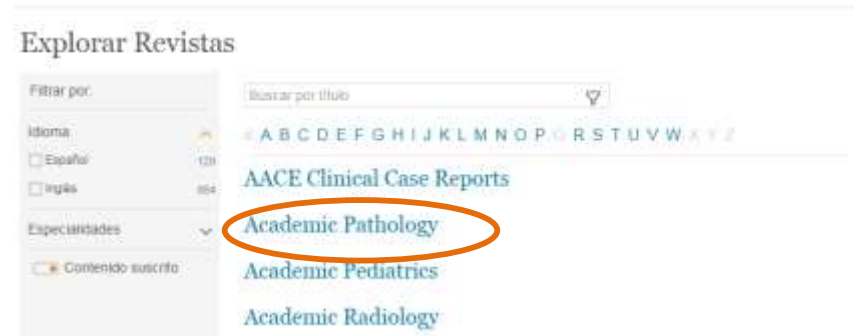 Explorar Revistas
Filtrar por:
Buscar por título
Idioma
A B C D E F G H I J K L M N O P Q R S T U V W X Y Z
Español 129
Inglés
AACE Clinical Case Reports
Especialidades
Academic Pathology
Contenido suscrito
Academic Pediatrics
Academic Radiology